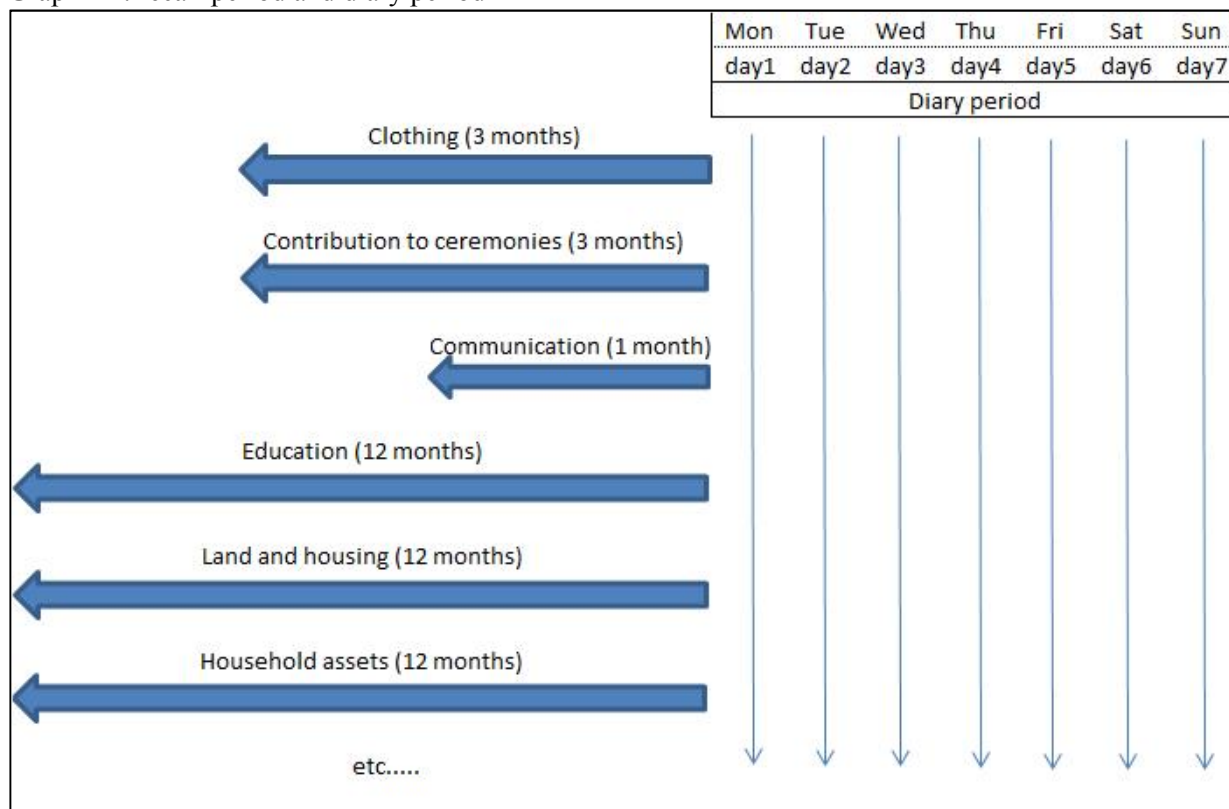 Mon Tue Wed Thu Fri Sat Sun
day1 day2 day3 day4 day5 day6 day7
Diary period
Clothing (3 months)
Contribution to ceremonies (3 months)
Communication (1 month)
Education (12 months)
Land and housing (12 months)
Household assets (12 months)
etc.....